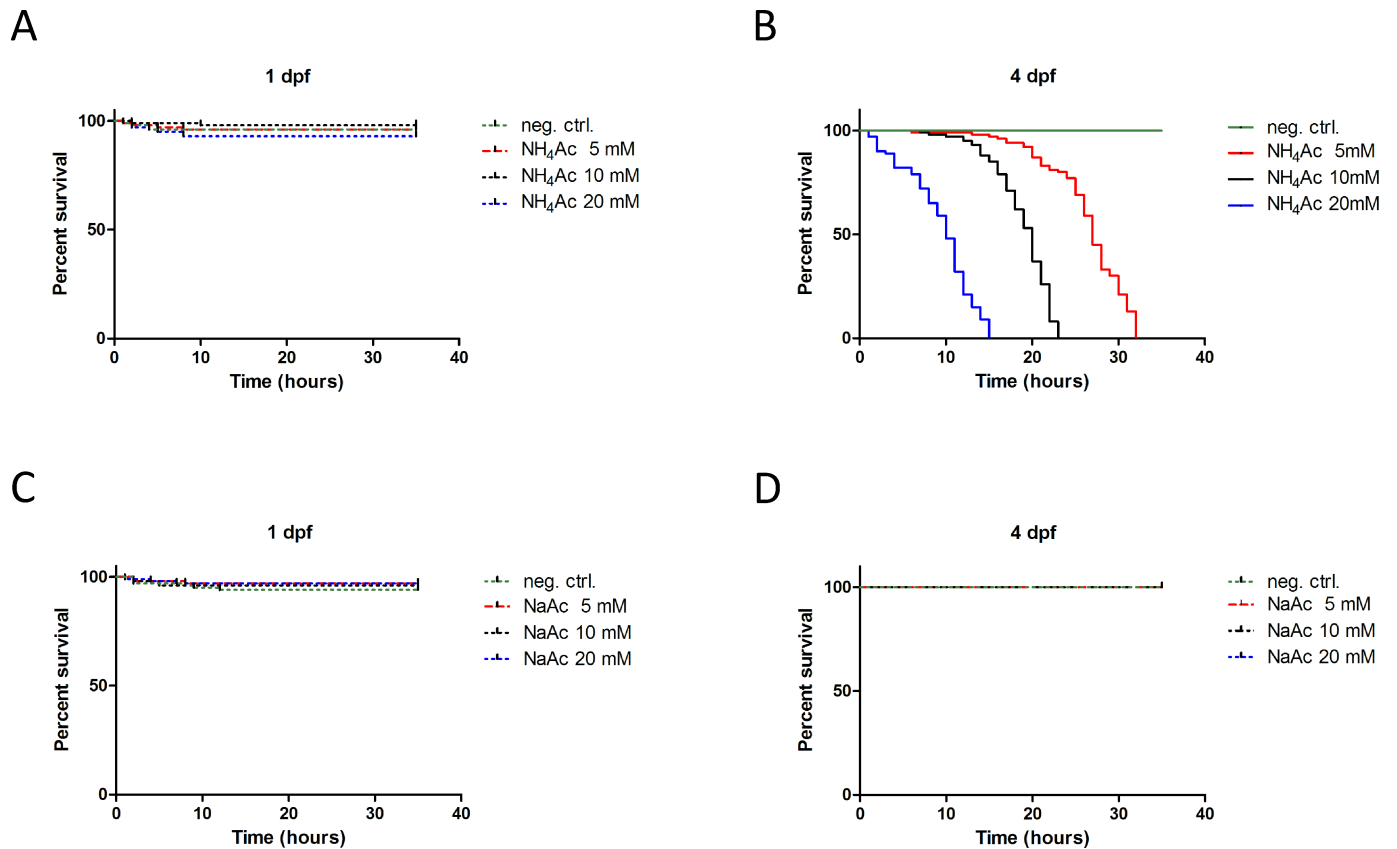 A
1 dpf
Percent survival
100
50
0
0 10 20 30 40
Time (hours)
neg. ctrl.
NH₄Ac 5 mM
NH₄Ac 10 mM
NH₄Ac 20 mM
B
4 dpf
Percent survival
100
50
0
0 10 20 30 40
Time (hours)
neg. ctrl.
NH₄Ac 5mM
NH₄Ac 10mM
NH₄Ac 20mM
C
1 dpf
Percent survival
100
50
0
0 10 20 30 40
Time (hours)
neg. ctrl.
NaAc 5 mM
NaAc 10 mM
NaAc 20 mM
D
4 dpf
Percent survival
100
50
0
0 10 20 30 40
Time (hours)
neg. ctrl.
NaAc 5 mM
NaAc 10 mM
NaAc 20 mM